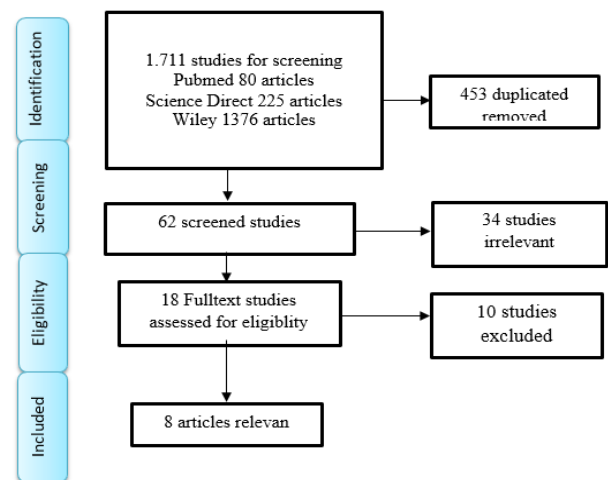 Identification
1.711 studies for screening
Pubmed 80 articles
Science Direct 225 articles
Wiley 1376 articles
453 duplicated
removed
Screening
62 screened studies
34 studies
irrelevant
Eligibility
18 Fulltext studies
assessed for eligiblity
10 studies
excluded
Included
8 articles relevan